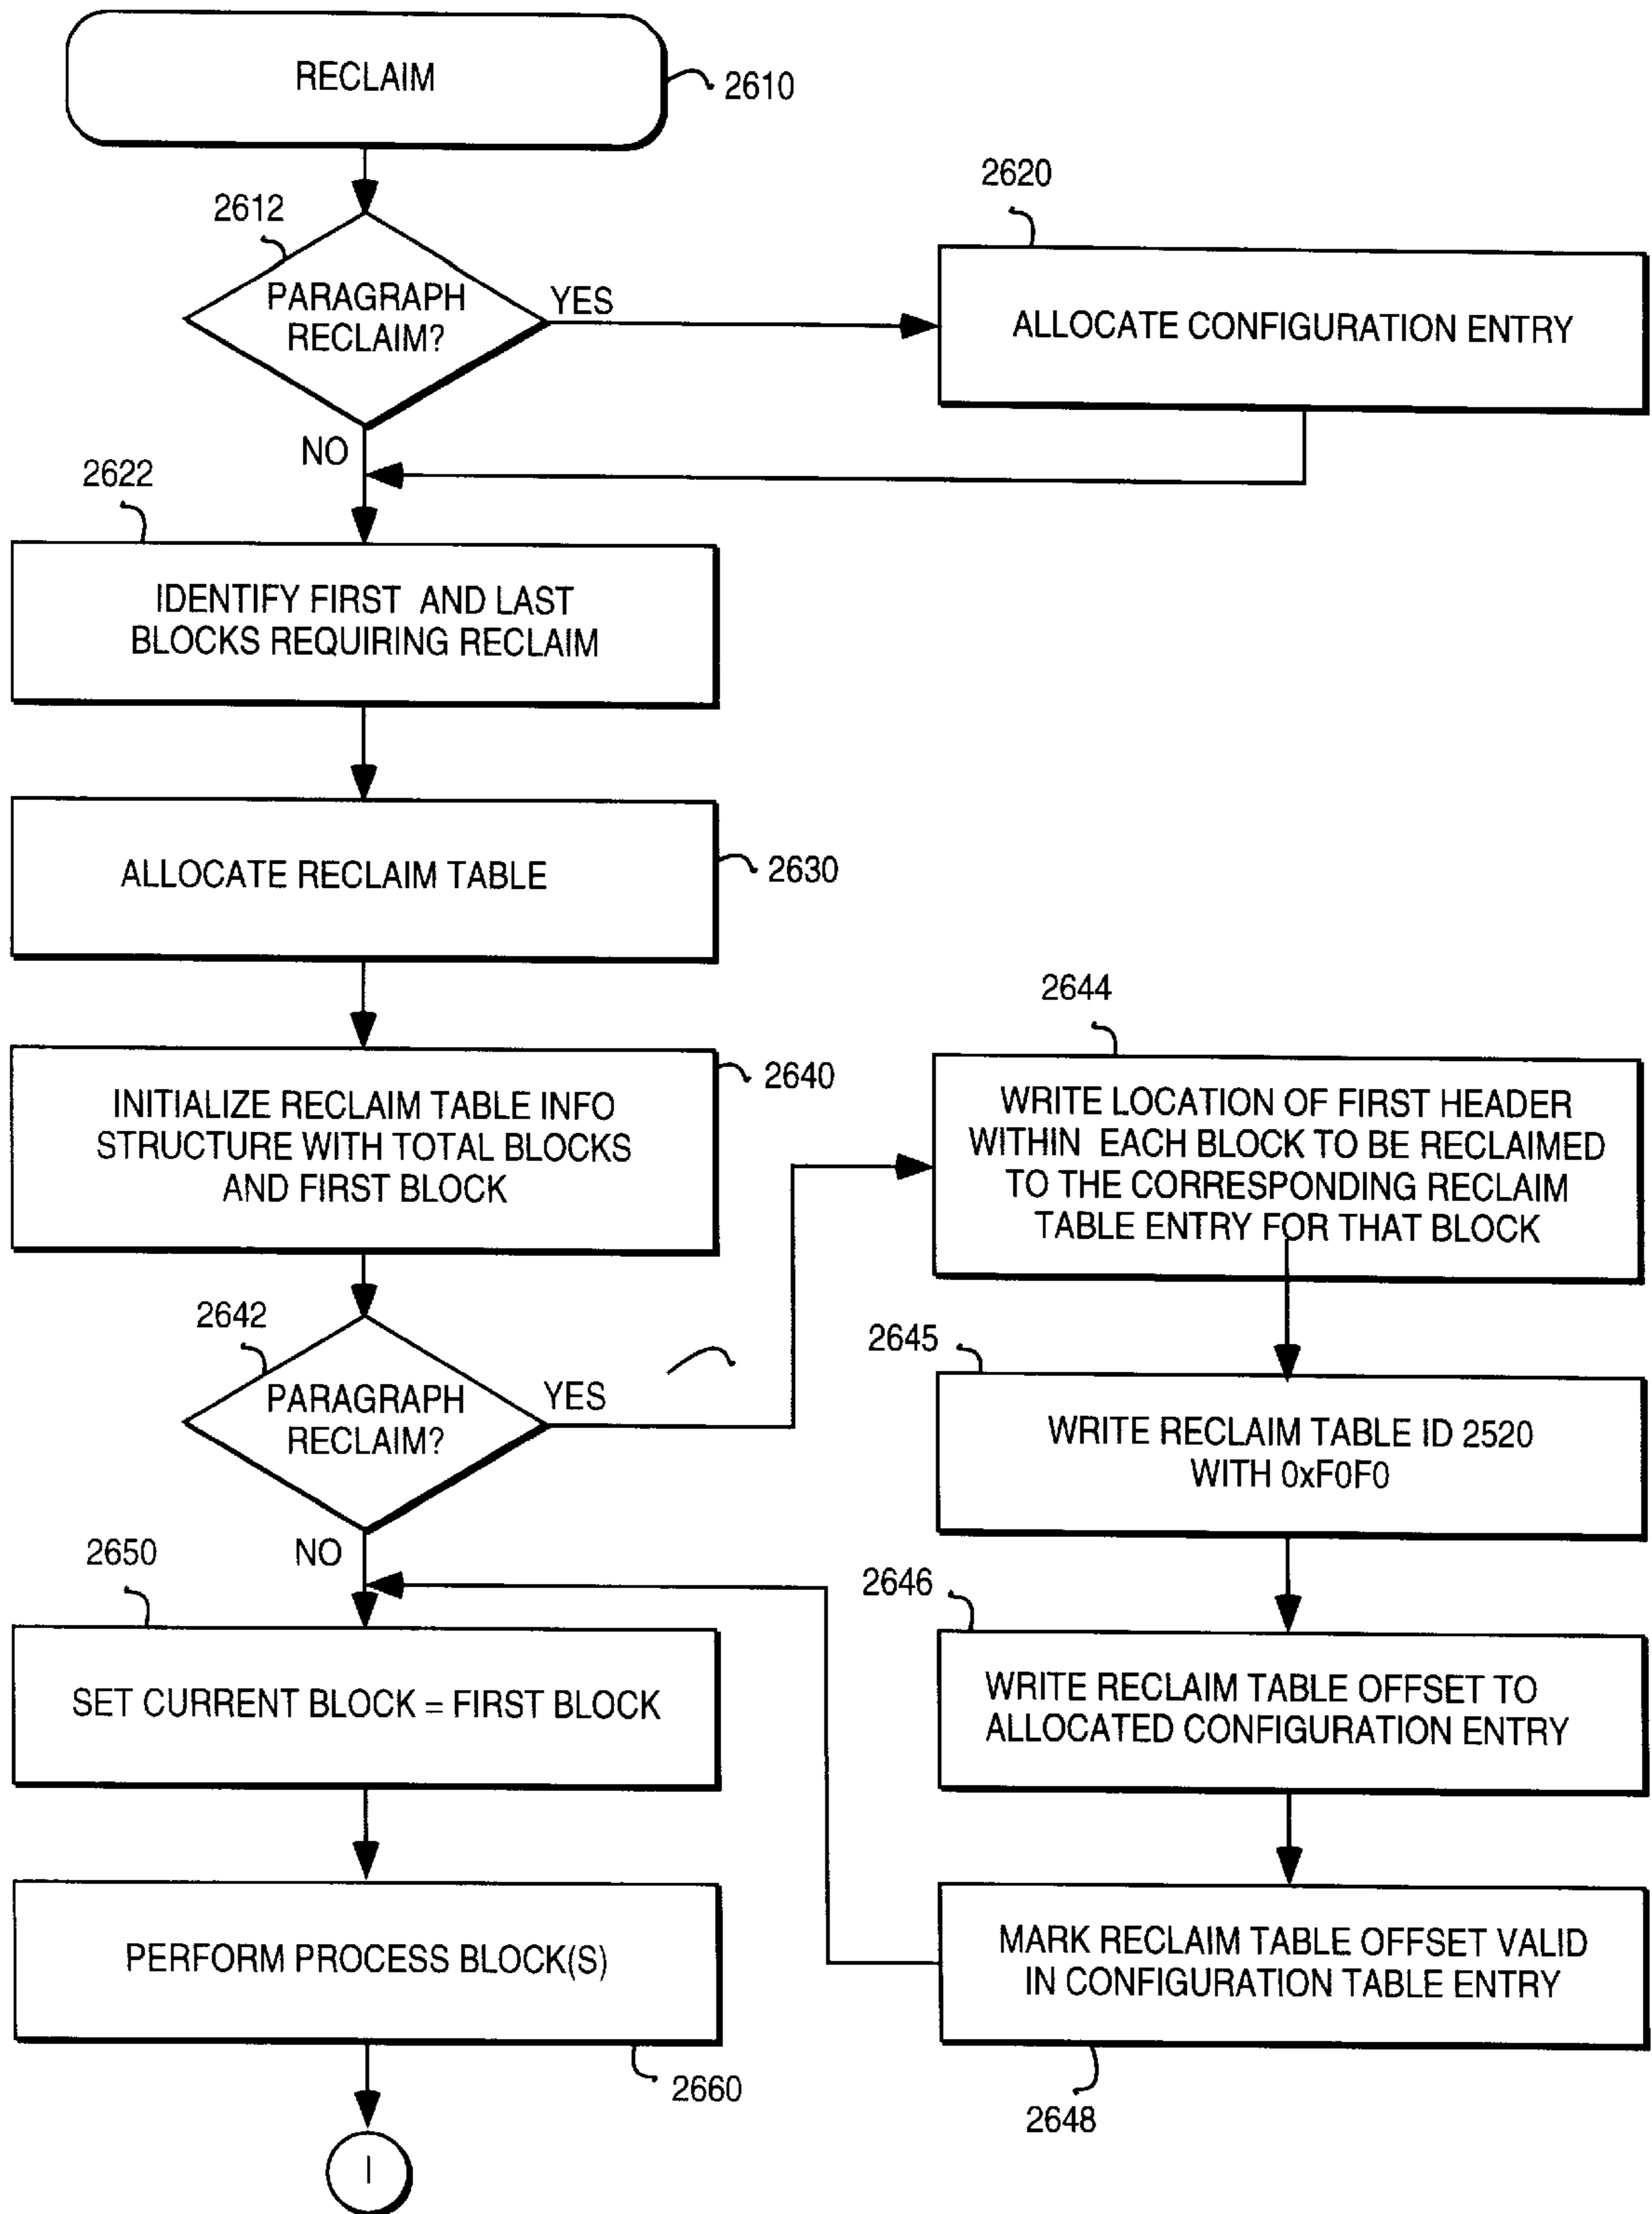 RECLAIM
2610
2612
PARAGRAPH
RECLAIM?
YES
NO
2620
ALLOCATE CONFIGURATION ENTRY
2622
IDENTIFY FIRST AND LAST
BLOCKS REQUIRING RECLAIM
ALLOCATE RECLAIM TABLE
2630
INITIALIZE RECLAIM TABLE INFO
STRUCTURE WITH TOTAL BLOCKS
AND FIRST BLOCK
2640
2642
PARAGRAPH
RECLAIM?
YES
NO
2644
WRITE LOCATION OF FIRST HEADER
WITHIN EACH BLOCK TO BE RECLAIMED
TO THE CORRESPONDING RECLAIM
TABLE ENTRY FOR THAT BLOCK
2645
WRITE RECLAIM TABLE ID 2520
WITH 0xF0F0
2646
WRITE RECLAIM TABLE OFFSET TO
ALLOCATED CONFIGURATION ENTRY
MARK RECLAIM TABLE OFFSET VALID
IN CONFIGURATION TABLE ENTRY
2648
2650
SET CURRENT BLOCK = FIRST BLOCK
PERFORM PROCESS BLOCK(S)
2660
I